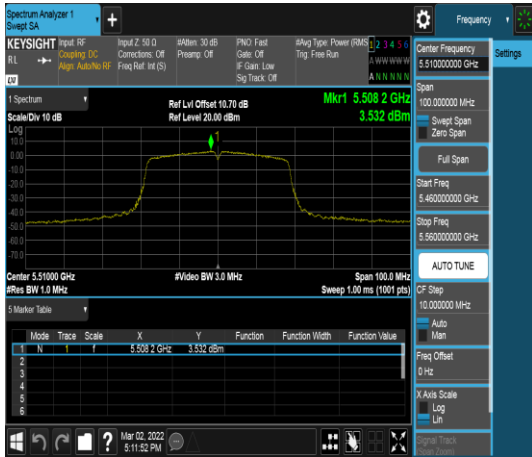 Spectrum Analyzer 1
Swept SA
Frequency
KEYSIGHT
Input: RF
Coupling: DC
Align: Auto/No RF
Input Z: 50 Ω
Corrections: Off
Freq Ref: Int (S)
#Atten: 30 dB
Preamp: Off
PNO: Fast
Gate: Off
IF Gain: Low
Sig Track: Off
#Avg Type: Power (RMS
Trig: Free Run
1 2 3 4 5 6
A W W W W W
A N N N N N
R L
LXI
1 Spectrum
Scale/Div 10 dB
Ref Lvl Offset 10.70 dB
Ref Level 20.00 dBm
Mkr1 5.508 2 GHz
3.532 dBm
Log
10.0
0.00
-10.0
-20.0
-30.0
-40.0
-50.0
-60.0
-70.0
1
Center 5.51000 GHz
#Res BW 1.0 MHz
#Video BW 3.0 MHz
Span 100.0 MHz
Sweep 1.00 ms (1001 pts)
5 Marker Table
Mode Trace Scale X Y Function Function Width Function Value
1 N 1 f 5.508 2 GHz 3.532 dBm
2
3
4
5
6
Mar 02, 2022
5:11:52 PM
Settings
Center Frequency
5.510000000 GHz
Span
100.000000 MHz
Swept Span
Zero Span
Full Span
Start Freq
5.460000000 GHz
Stop Freq
5.560000000 GHz
AUTO TUNE
CF Step
10.000000 MHz
Auto
Man
Freq Offset
0 Hz
X Axis Scale
Log
Lin
Signal Track
(Span Zoom)